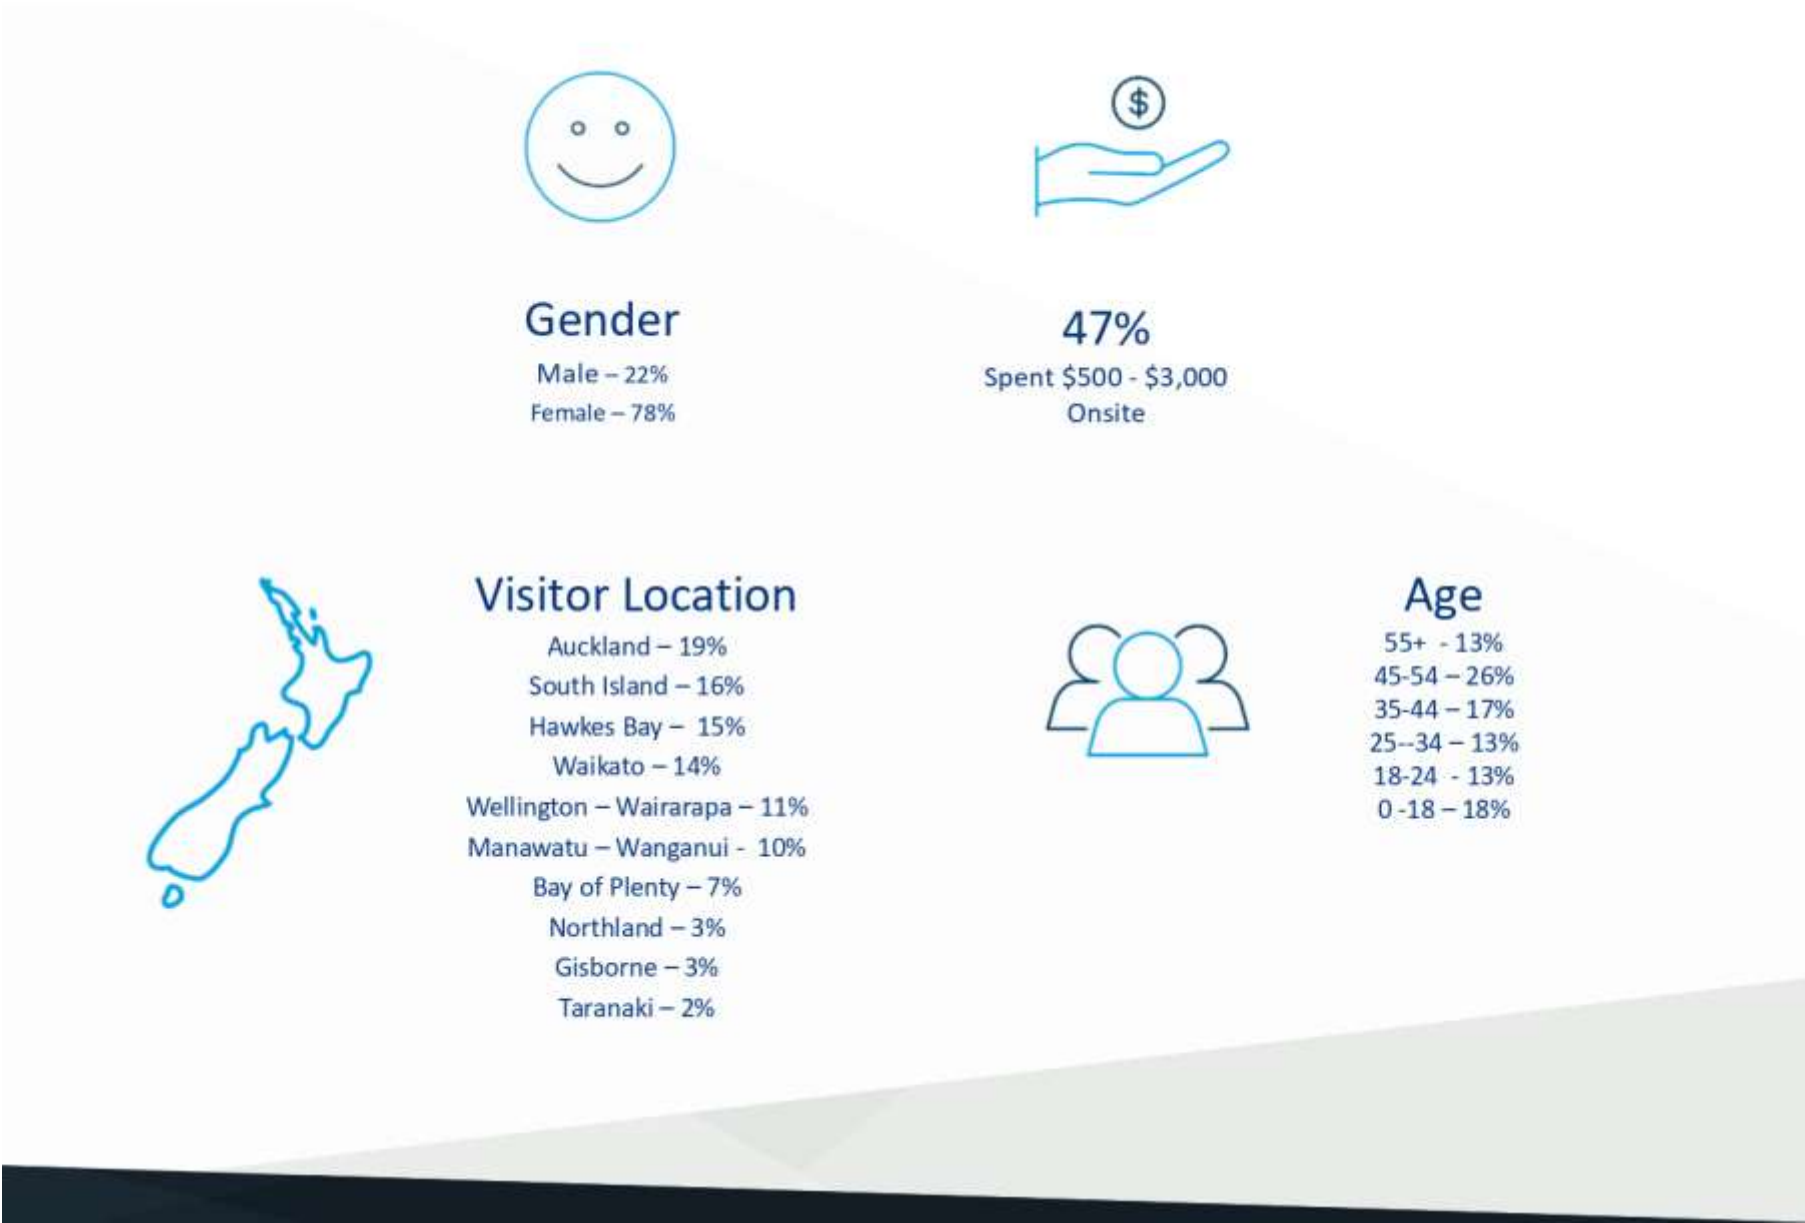 $
Gender
Male – 22%
Female – 78%
47%
Spent $500 - $3,000
Onsite
Visitor Location
Auckland – 19%
South Island – 16%
Hawkes Bay – 15%
Waikato – 14%
Wellington – Wairarapa – 11%
Manawatu – Wanganui - 10%
Bay of Plenty – 7%
Northland – 3%
Gisborne – 3%
Taranaki – 2%
Age
55+ - 13%
45-54 – 26%
35-44 – 17%
25--34 – 13%
18-24 - 13%
0 -18 – 18%